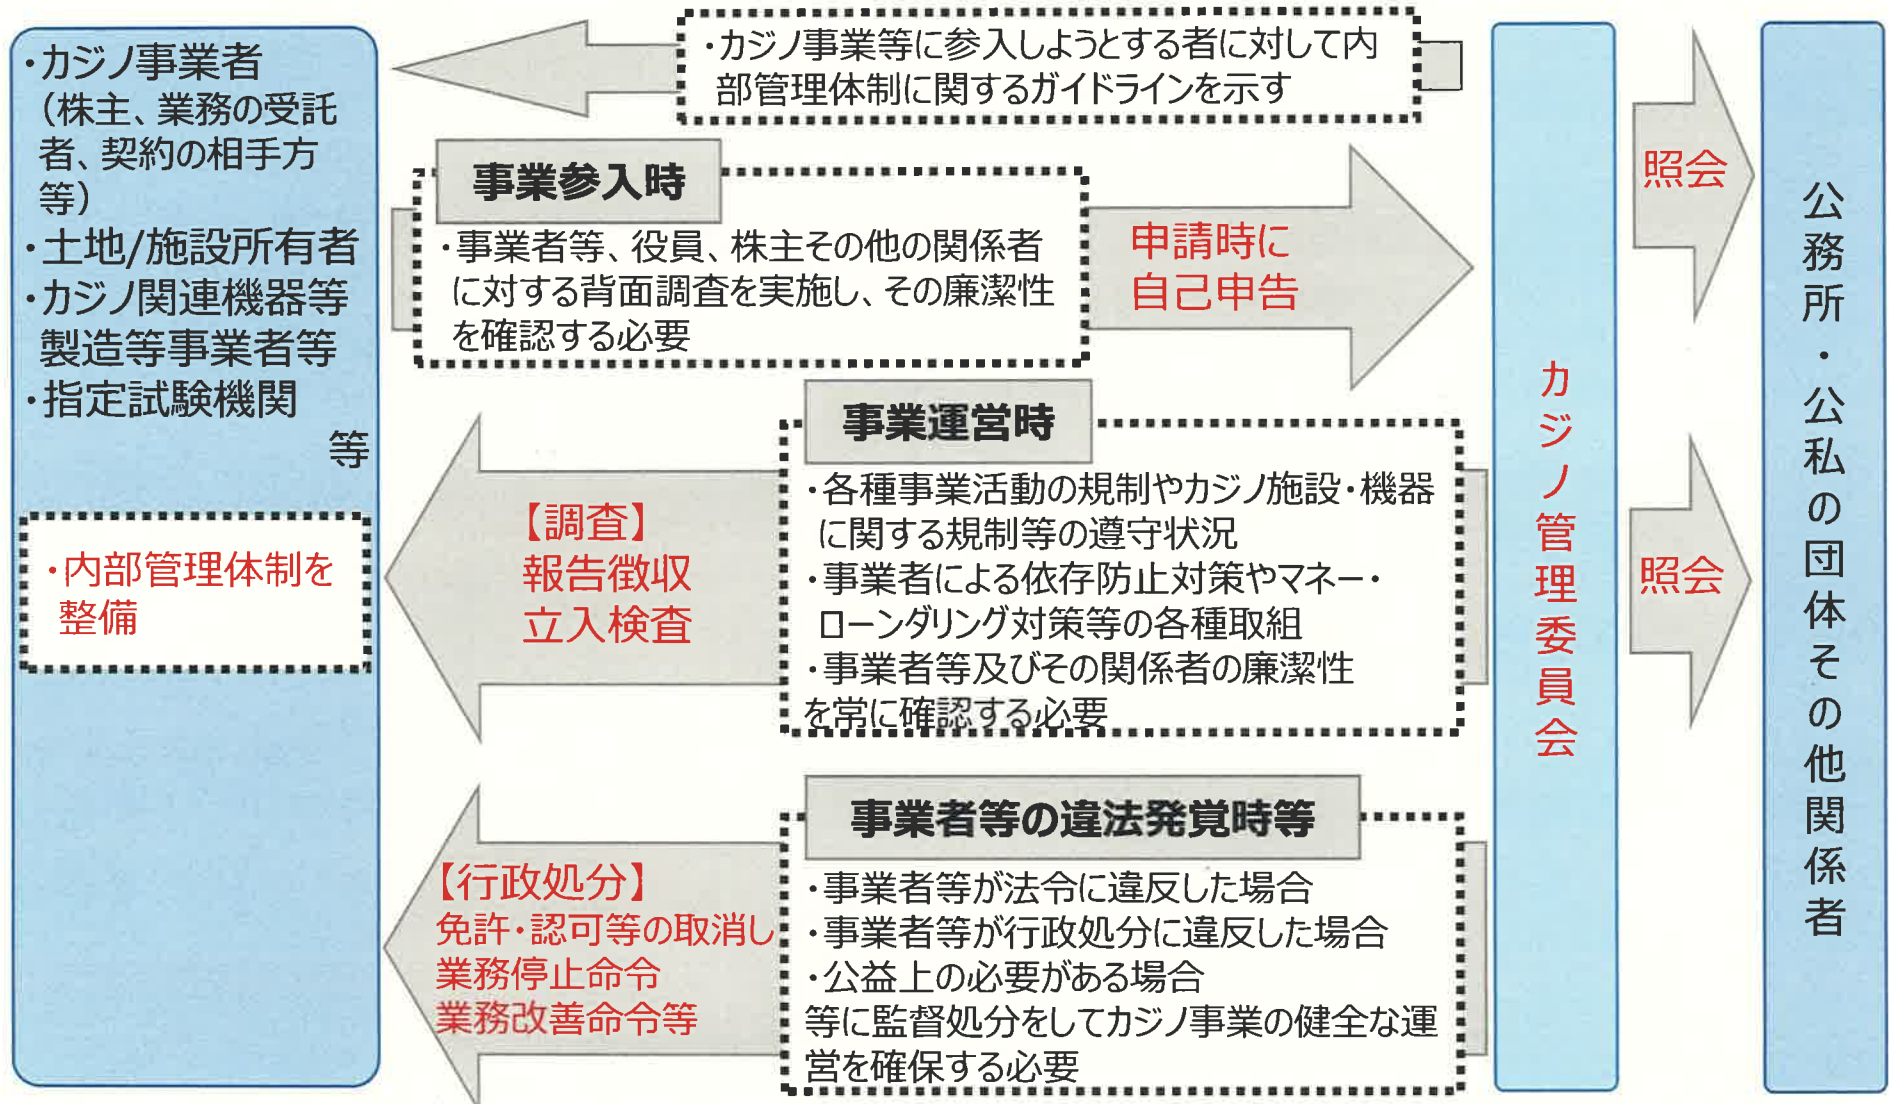 ・カジノ事業者
（株主、業務の受託
者、契約の相手方
等）
・土地/施設所有者
・カジノ関連機器等
製造等事業者等
・指定試験機関
等
・内部管理体制を
整備
・カジノ事業等に参入しようとする者に対して内
部管理体制に関するガイドラインを示す
事業参入時
・事業者等、役員、株主その他の関係者
に対する背面調査を実施し、その廉潔性
を確認する必要
申請時に
自己申告
事業運営時
・各種事業活動の規制やカジノ施設・機器
に関する規制等の遵守状況
・事業者による依存防止対策やマネー・
ローンダリング対策等の各種取組
・事業者等及びその関係者の廉潔性
を常に確認する必要
【調査】
報告徴収
立入検査
事業者等の違法発覚時等
・事業者等が法令に違反した場合
・事業者等が行政処分に違反した場合
・公益上の必要がある場合
等に監督処分をしてカジノ事業の健全な運
営を確保する必要
【行政処分】
免許・認可等の取消し
業務停止命令
業務改善命令等
カジノ管理委員会
照会
照会
公務所・公私の団体その他関係者